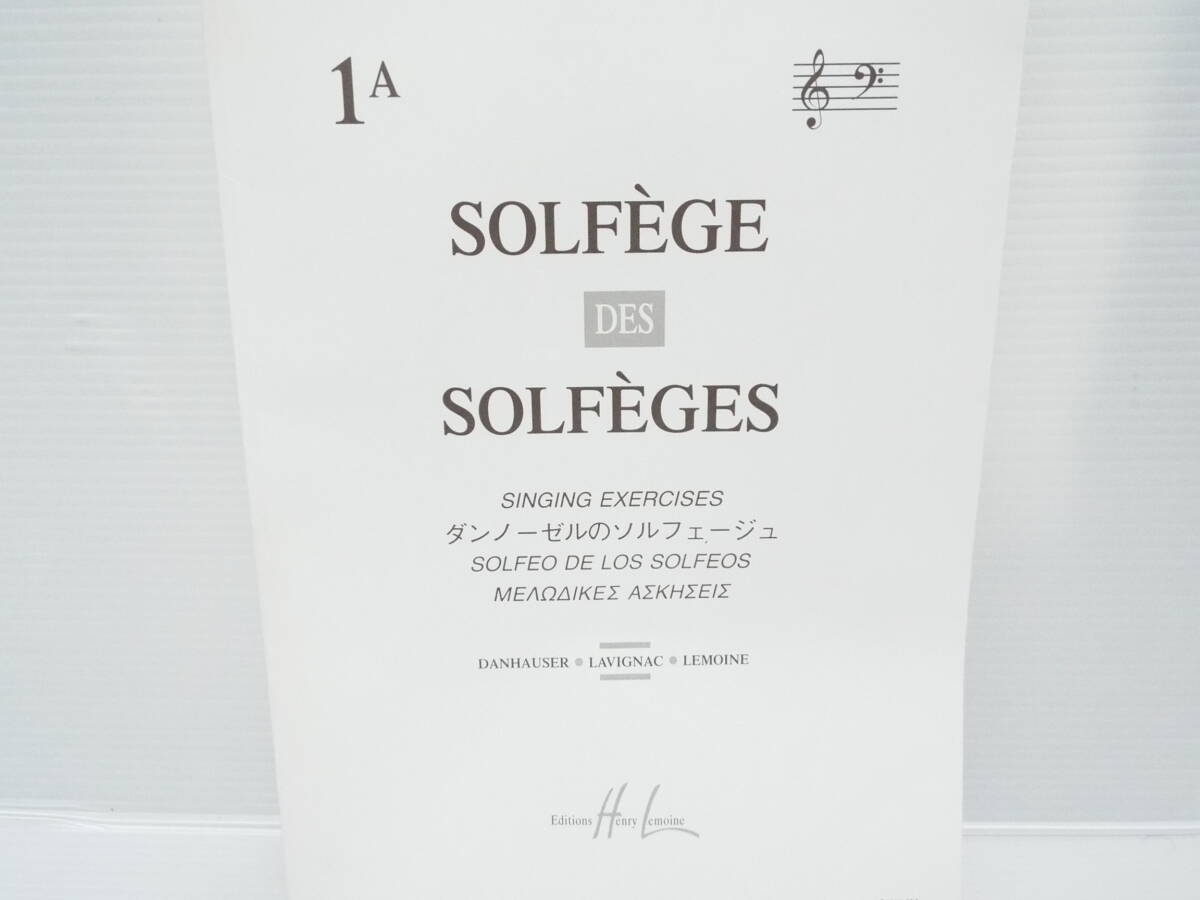 1A
SOLFÈGE
DES
SOLFÈGES
SINGING EXERCISES
ダンノーゼルのソルフェージュ
SOLFEO DE LOS SOLFEOS
ΜΕΛΩΔΙΚΕΣ ΑΣΚΗΣΕΙΣ
DANHAUSER • LAVIGNAC • LEMOINE
Editions Henry Lemoine